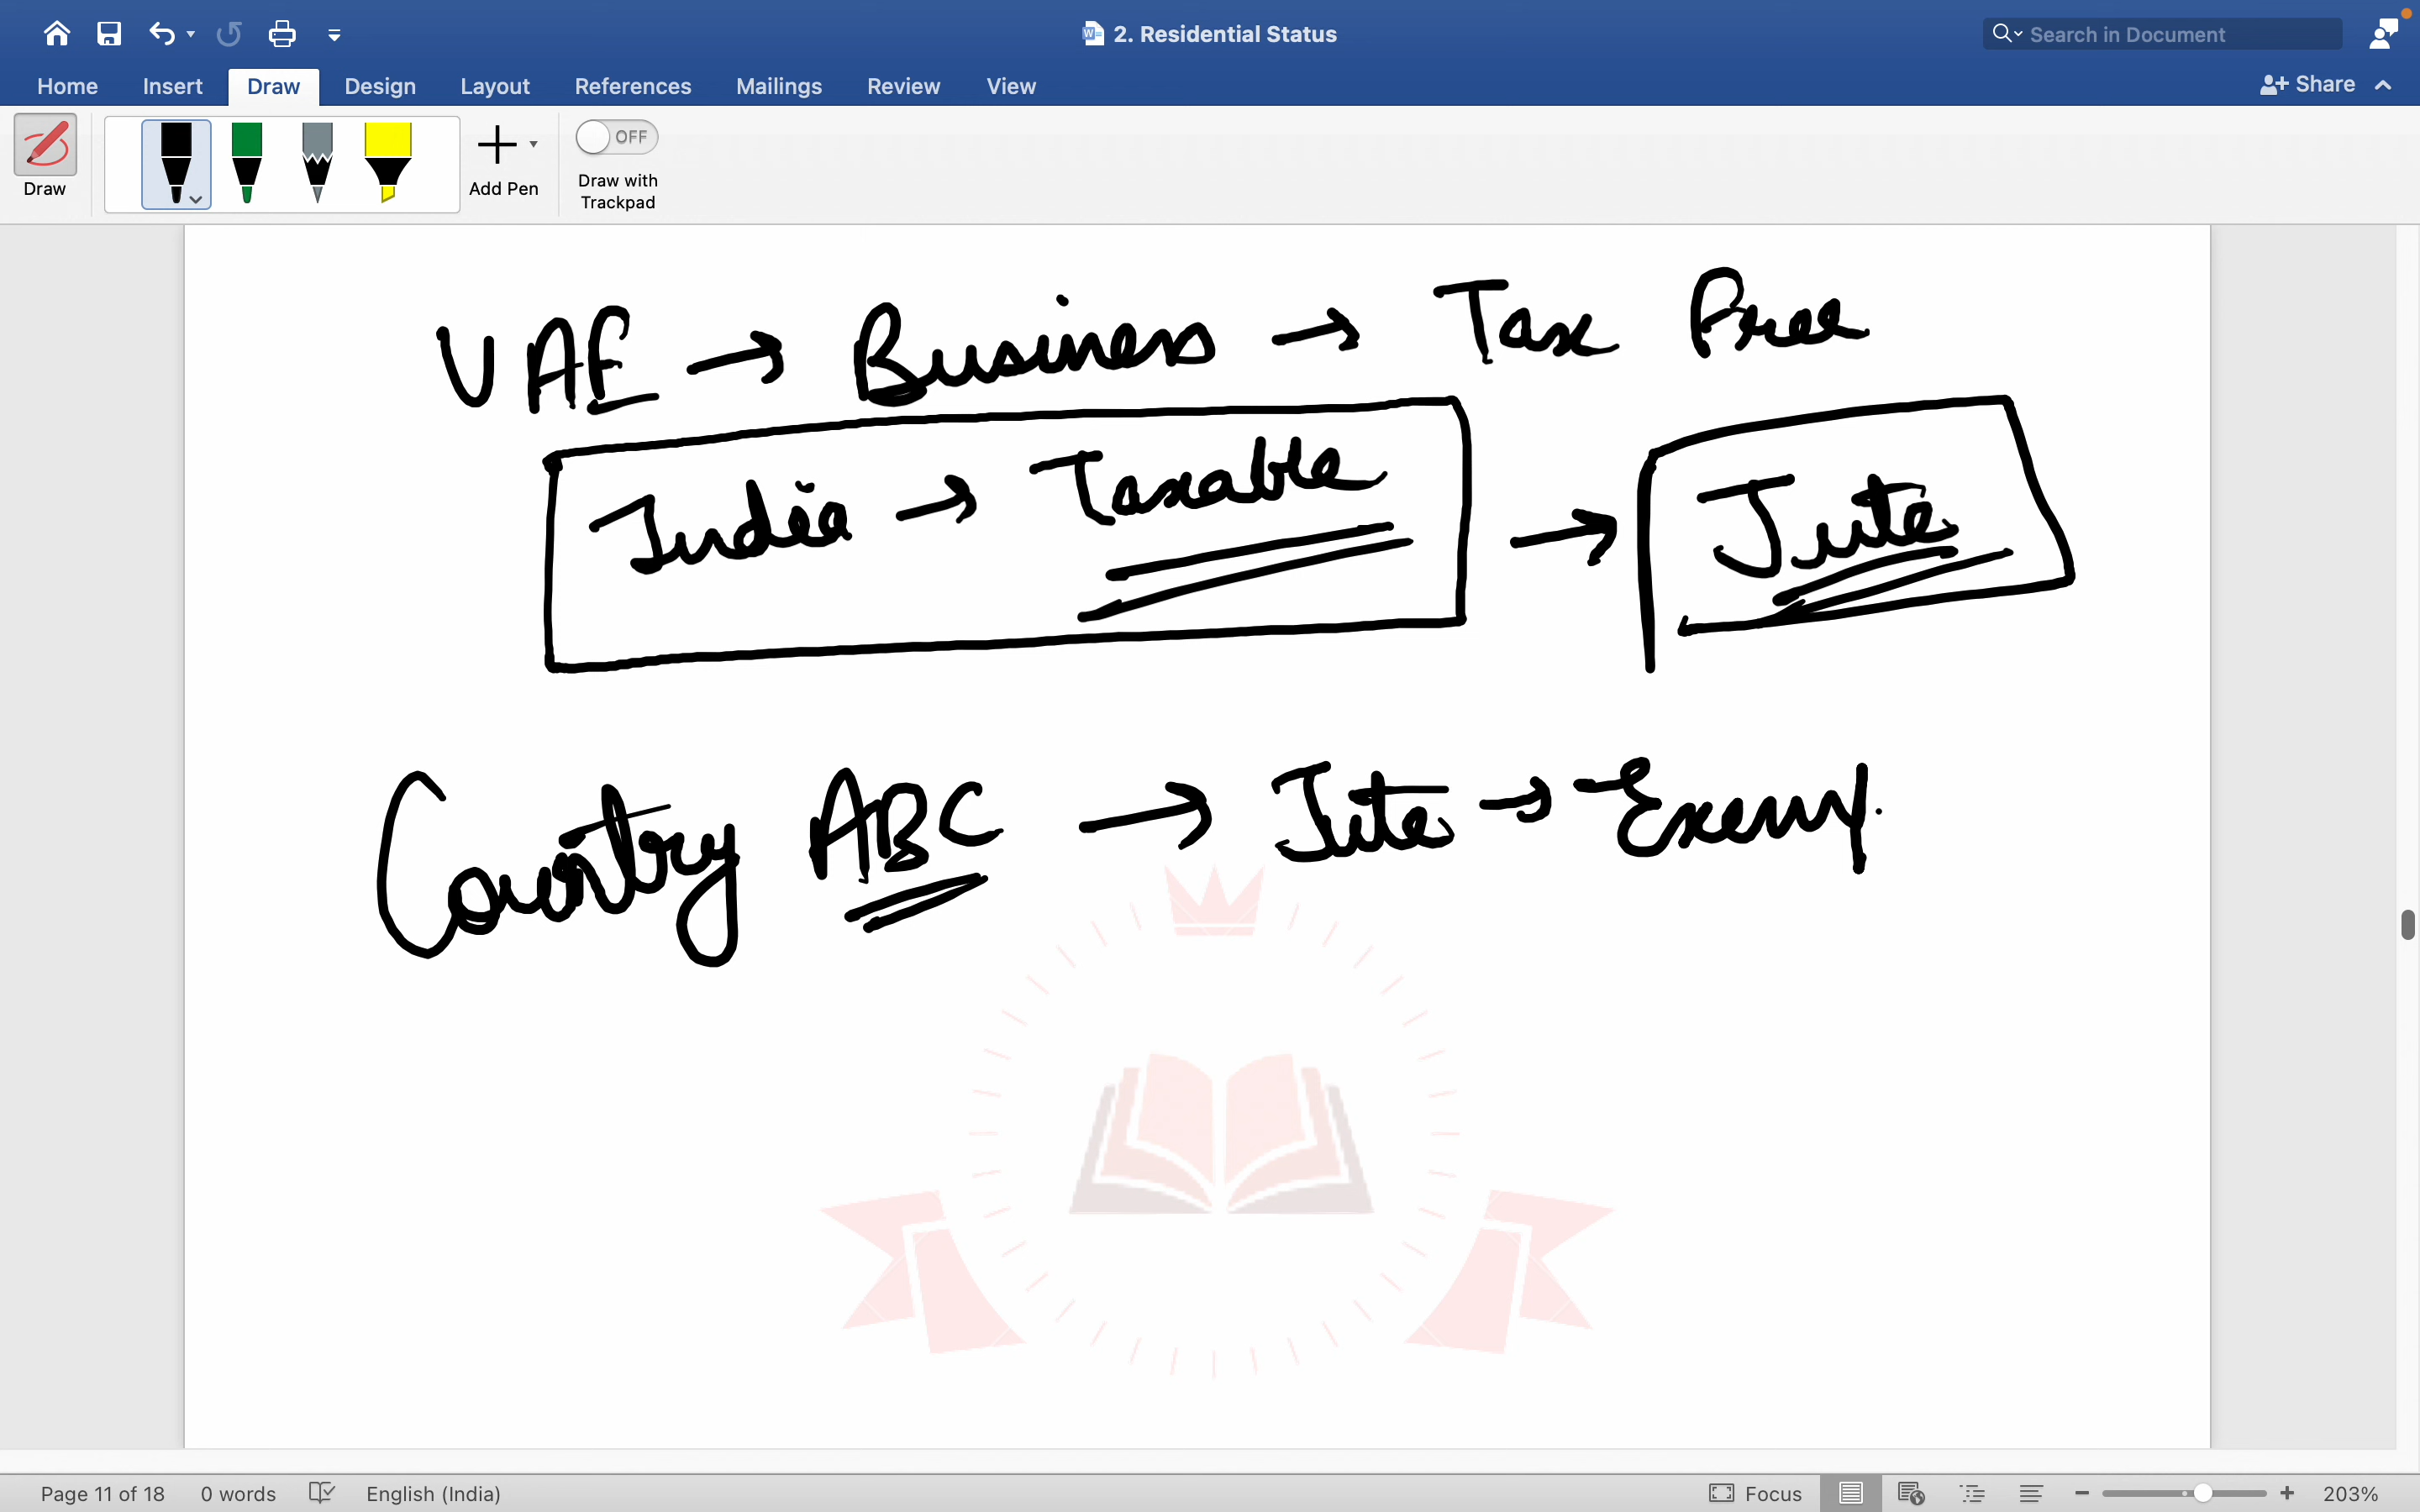 2. Residential Status
Search in Document
Home Insert Draw Design Layout References Mailings Review View Share
OFF
Draw Add Pen Draw with Trackpad
UAE → Business → Tax Free
India → Taxable → Jute
Country ABC → Jute → Exemp.
Page 11 of 18 0 words English (India) Focus 203%